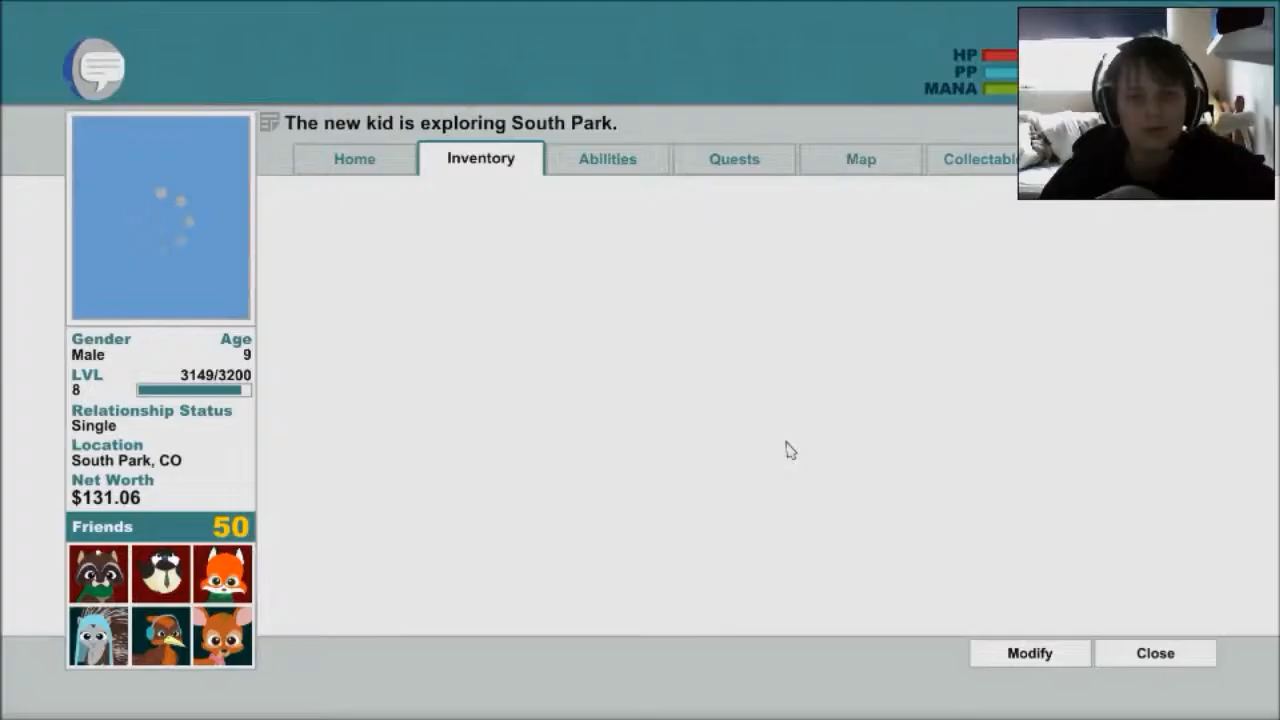 HP
PP
MANA
The new kid is exploring South Park.
Home
Inventory
Abilities
Quests
Map
Collectabl
Gender Age
Male 9
LVL 3149/3200
8
Relationship Status
Single
Location
South Park, CO
Net Worth
$131.06
Friends 50
Modify
Close